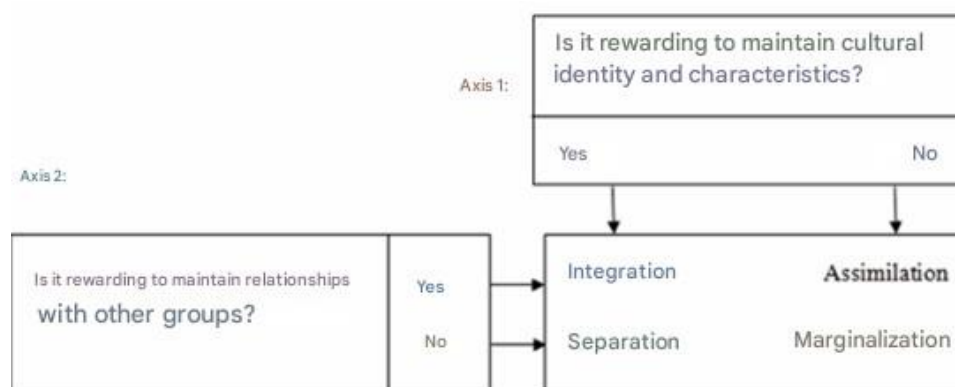 Is it rewarding to maintain cultural
identity and characteristics?
Axis 1:
Yes No
Axis 2:
Is it rewarding to maintain relationships
with other groups?
Yes
No
Integration Assimilation
Separation Marginalization